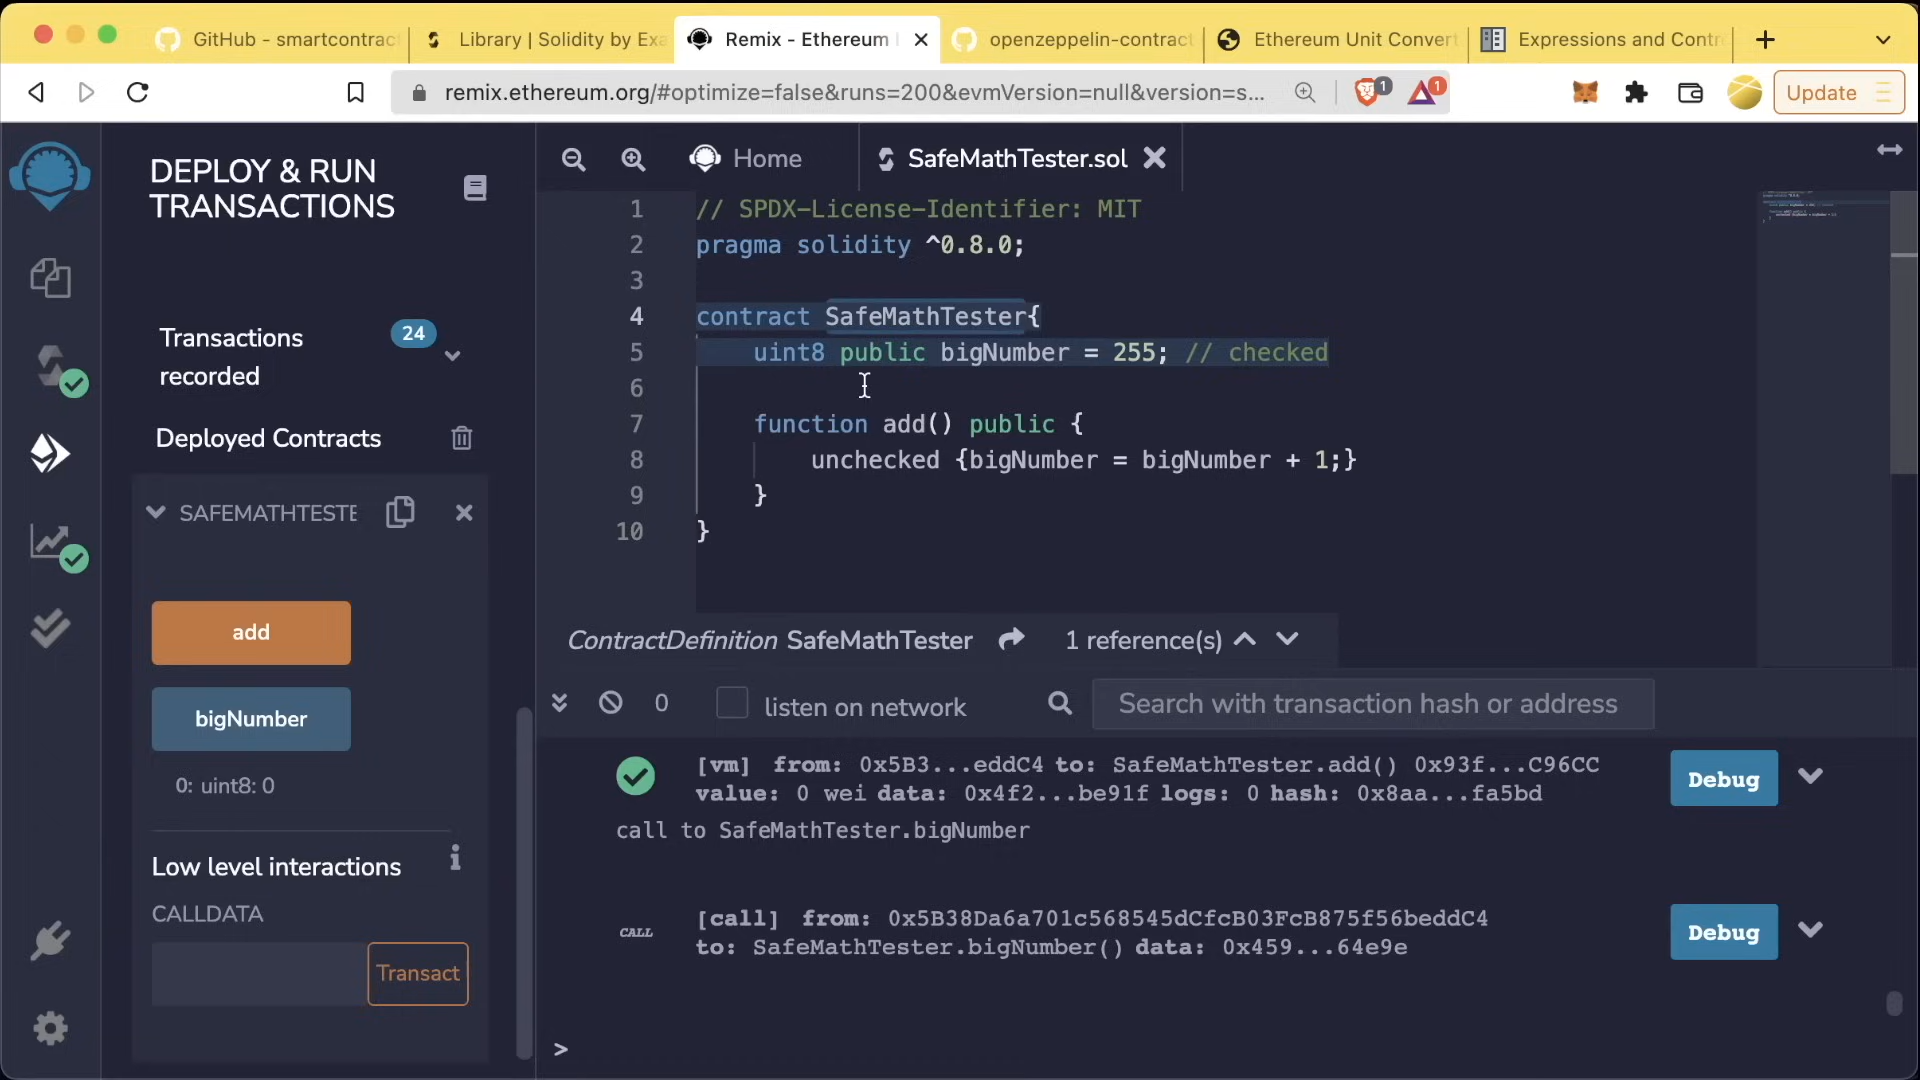 GitHub - smartcontrac
Library | Solidity by Exa
Remix - Ethereum I
openzeppelin-contract
Ethereum Unit Convert
Expressions and Contro
remix.ethereum.org/#optimize=false&runs=200&evmVersion=null&version=s...
1
1
Update
DEPLOY & RUN
TRANSACTIONS
Transactions
recorded
24
Deployed Contracts
SAFEMATHTESTE
add
bigNumber
0: uint8: 0
Low level interactions
CALLDATA
Transact
Home
SafeMathTester.sol
1 // SPDX-License-Identifier: MIT
2 pragma solidity ^0.8.0;
3
4 contract SafeMathTester{
5 uint8 public bigNumber = 255; // checked
6
7 function add() public {
8 unchecked {bigNumber = bigNumber + 1;}
9 }
10 }
ContractDefinition SafeMathTester 1 reference(s)
0 listen on network Search with transaction hash or address
[vm] from: 0x5B3...eddC4 to: SafeMathTester.add() 0x93f...C96CC
value: 0 wei data: 0x4f2...be91f logs: 0 hash: 0x8aa...fa5bd
Debug
call to SafeMathTester.bigNumber
CALL
[call] from: 0x5B38Da6a701c568545dCfcB03FcB875f56beddC4
to: SafeMathTester.bigNumber() data: 0x459...64e9e
Debug
>